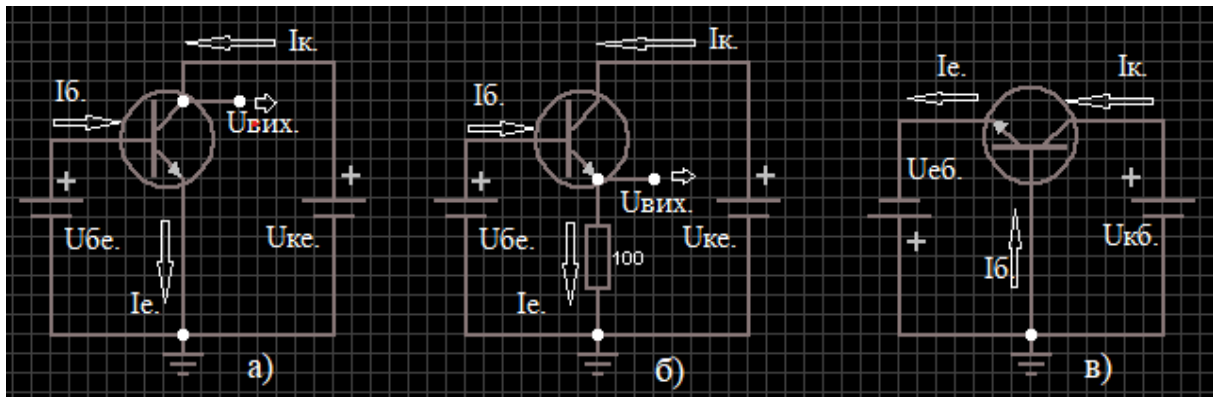 Iк.
Iб.
Uвих.
+
+
Uбе.
Uке.
Iе.
а)
Iк.
Iб.
Uвих.
+
+
Uбе.
Uке.
100
Iе.
б)
Iе.
Iк.
Uеб.
+
+
Uкб.
Iб.
в)